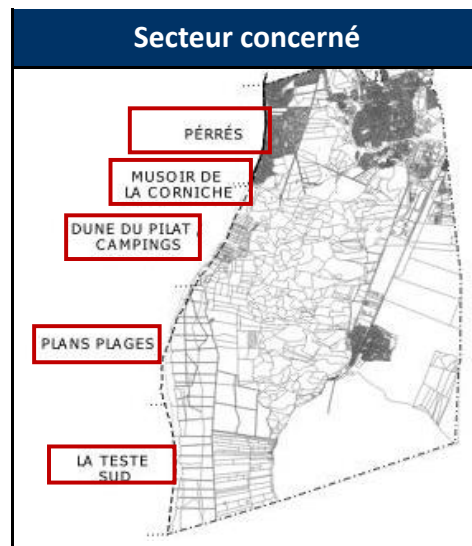 Secteur concerné
PÉRRÉS
MUSOIR DE
LA CORNICHE
DUNE DU PILAT
CAMPINGS
PLANS PLAGES
LA TESTE
SUD